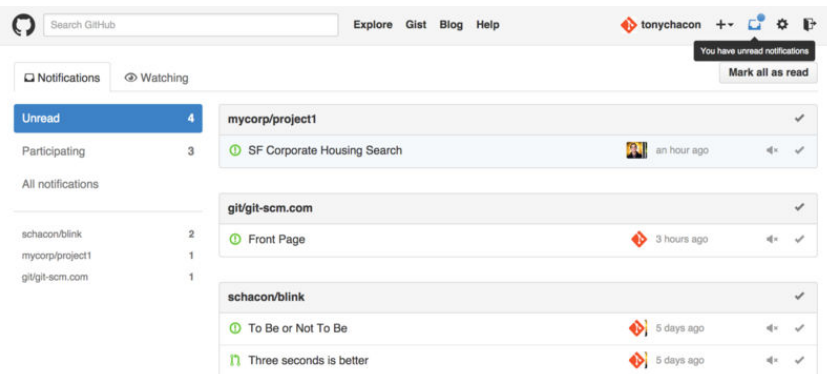 Search GitHub Explore Gist Blog Help tonychacon
You have unread notifications
Notifications Watching Mark all as read
Unread 4
Participating 3
All notifications
schacon/blink 2
mycorp/project1 1
git/git-scm.com 1
mycorp/project1
SF Corporate Housing Search an hour ago
git/git-scm.com
Front Page 3 hours ago
schacon/blink
To Be or Not To Be 5 days ago
Three seconds is better 5 days ago